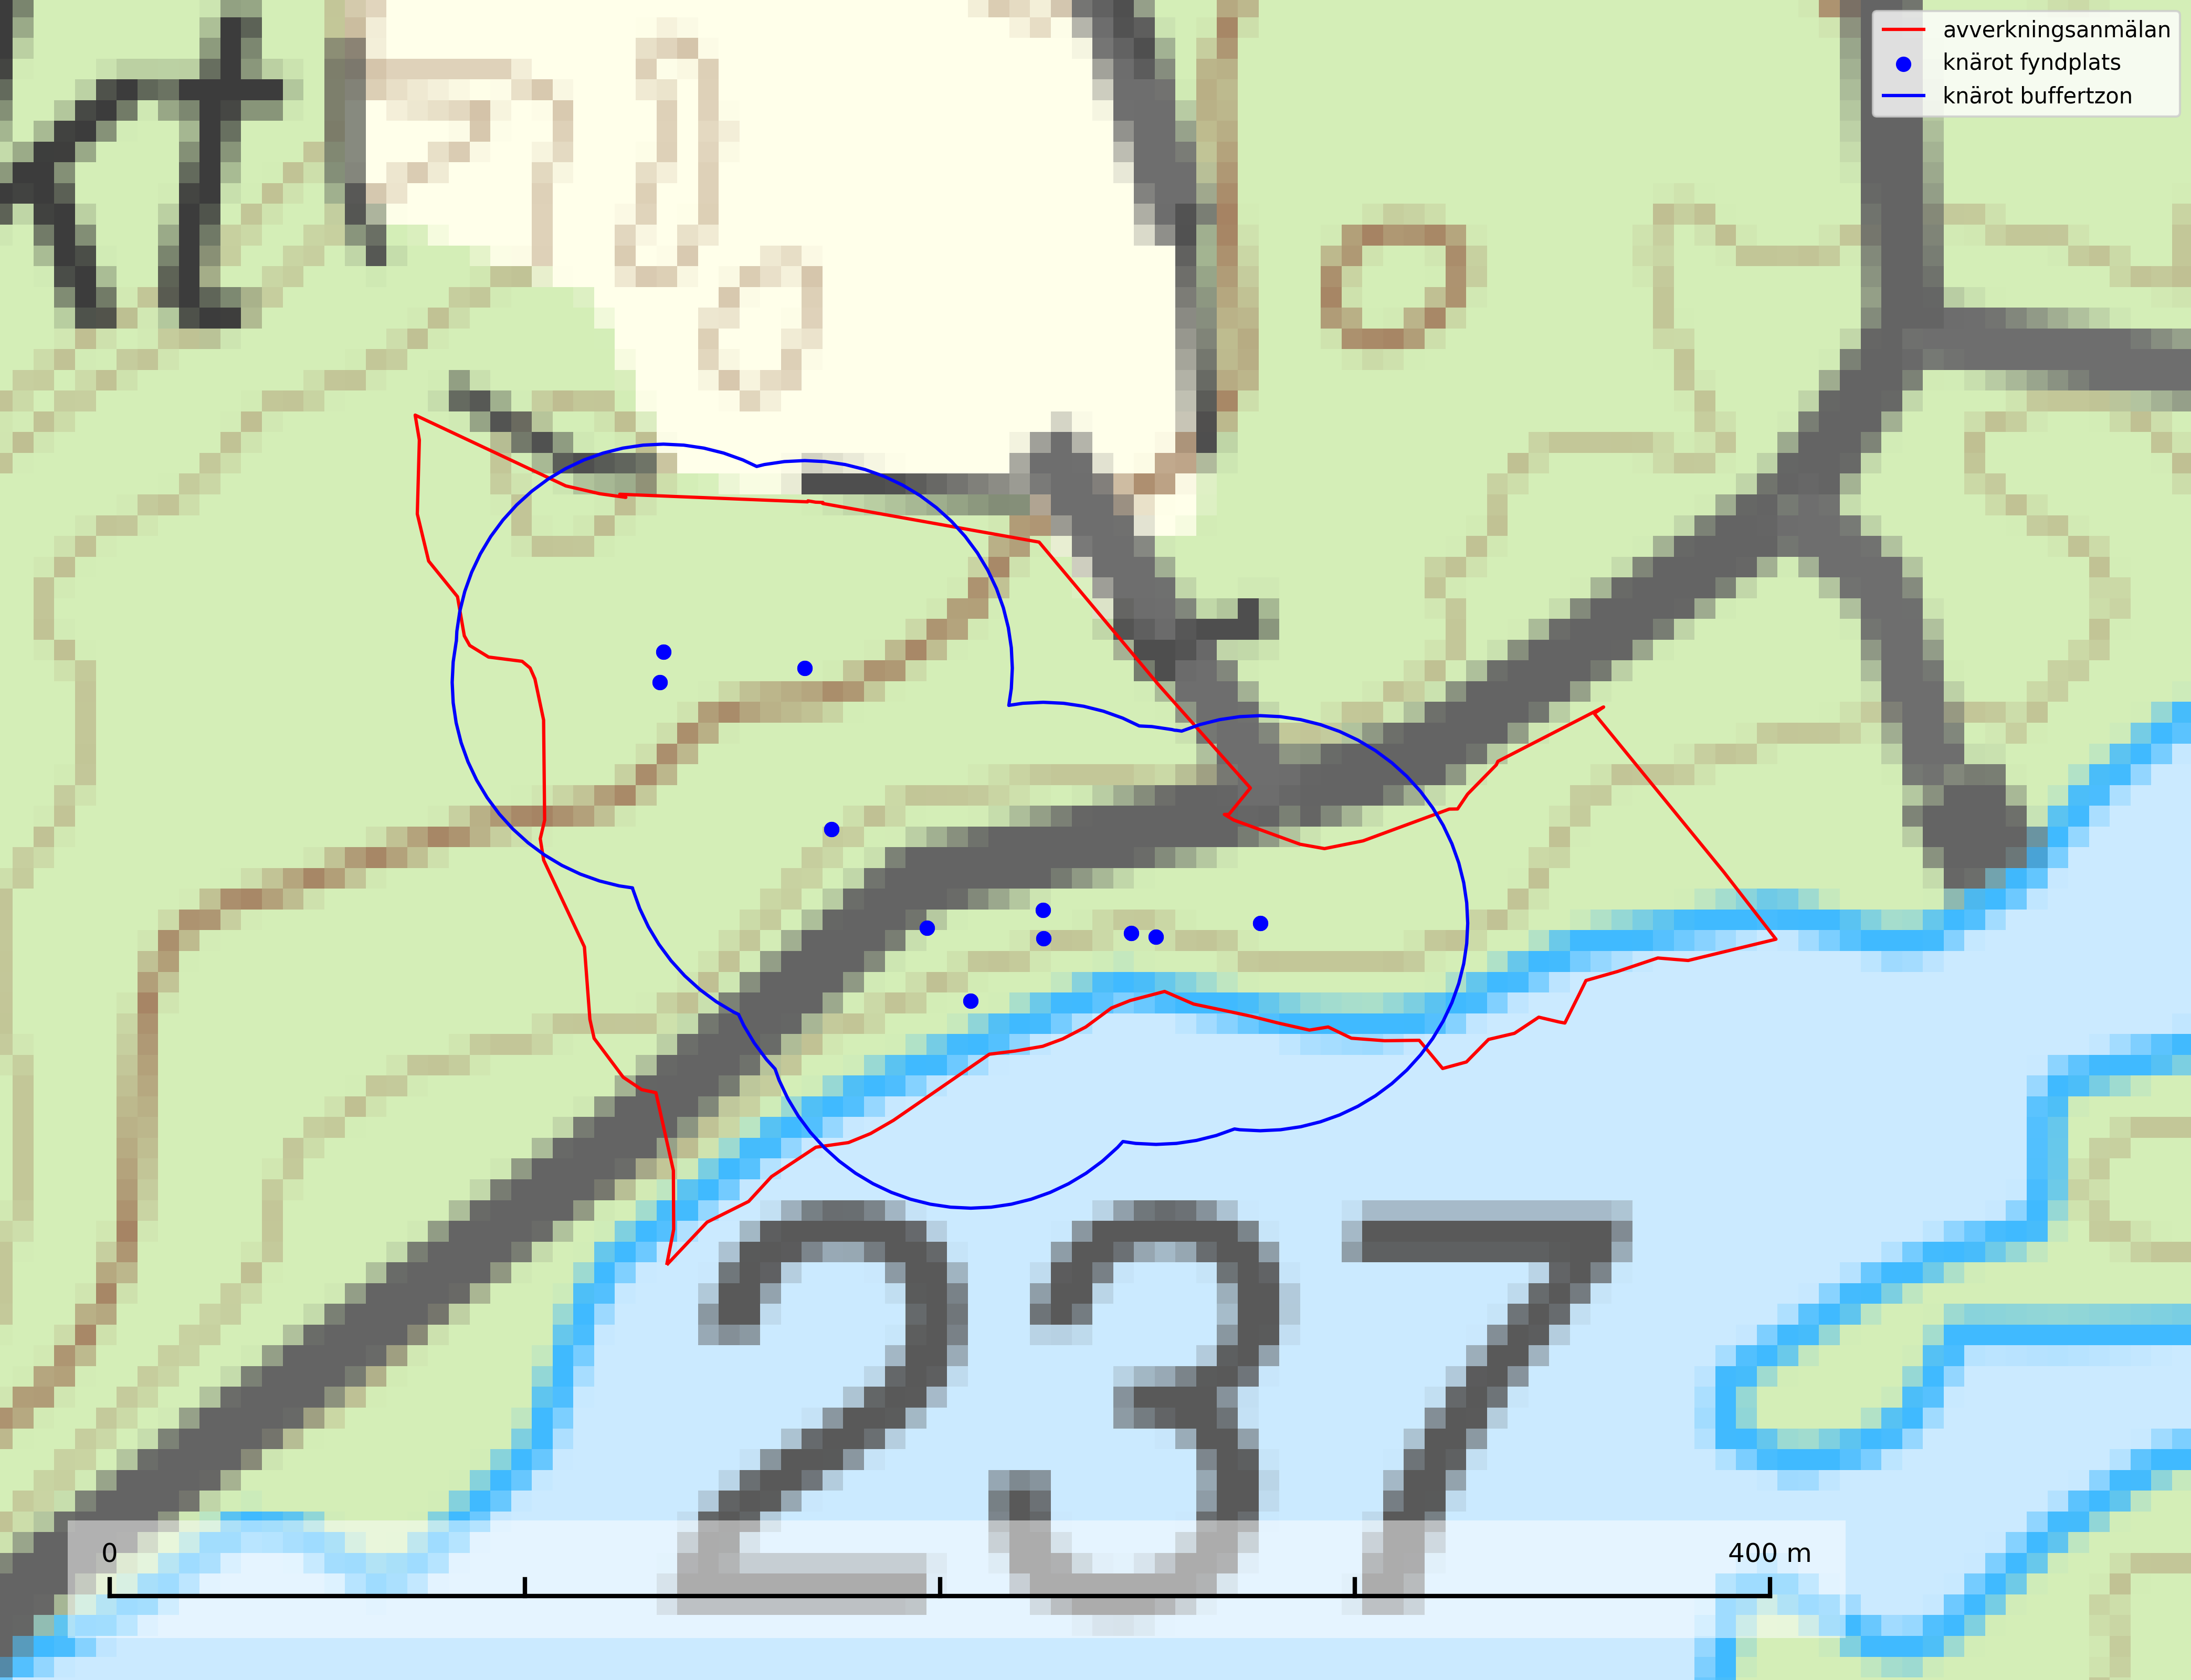 avverkningsanmälan
knärot fyndplats
knärot buffertzon
237
0 400 m